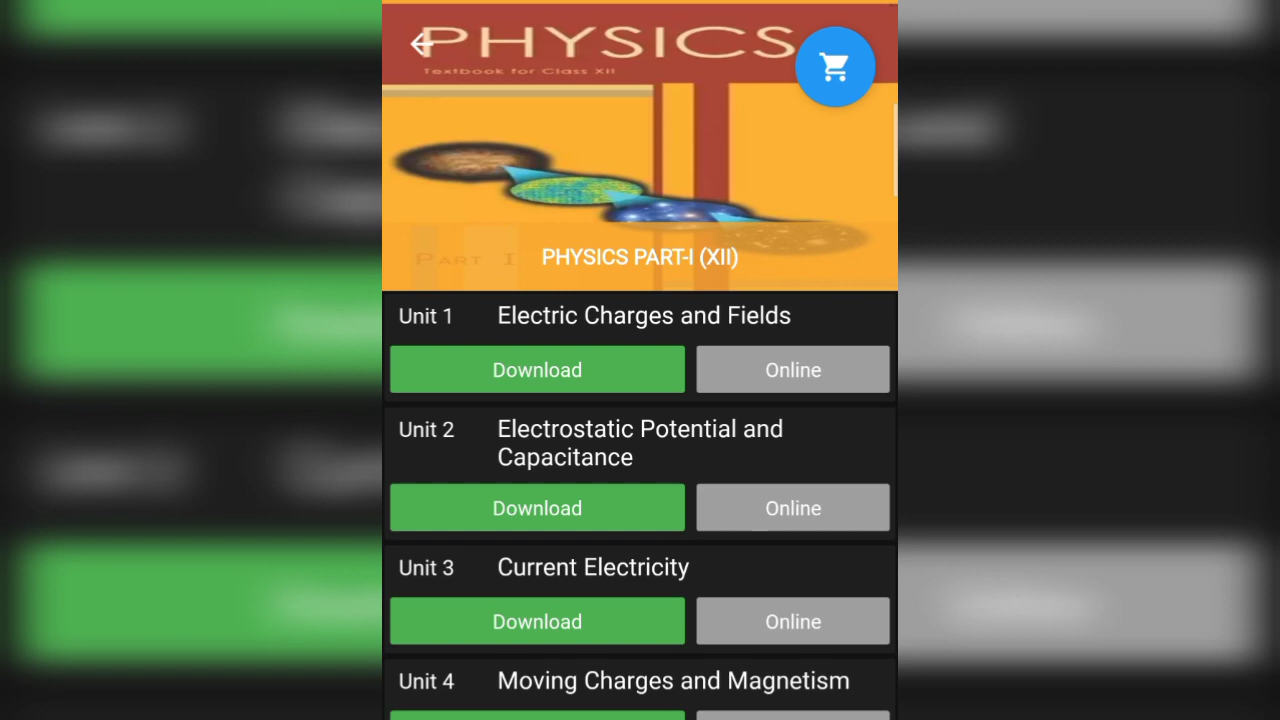 PHYSICS
Textbook for Class XII
PART I
PHYSICS PART-I (XII)
Unit 1 Electric Charges and Fields
Download Online
Unit 2 Electrostatic Potential and
Capacitance
Download Online
Unit 3 Current Electricity
Download Online
Unit 4 Moving Charges and Magnetism